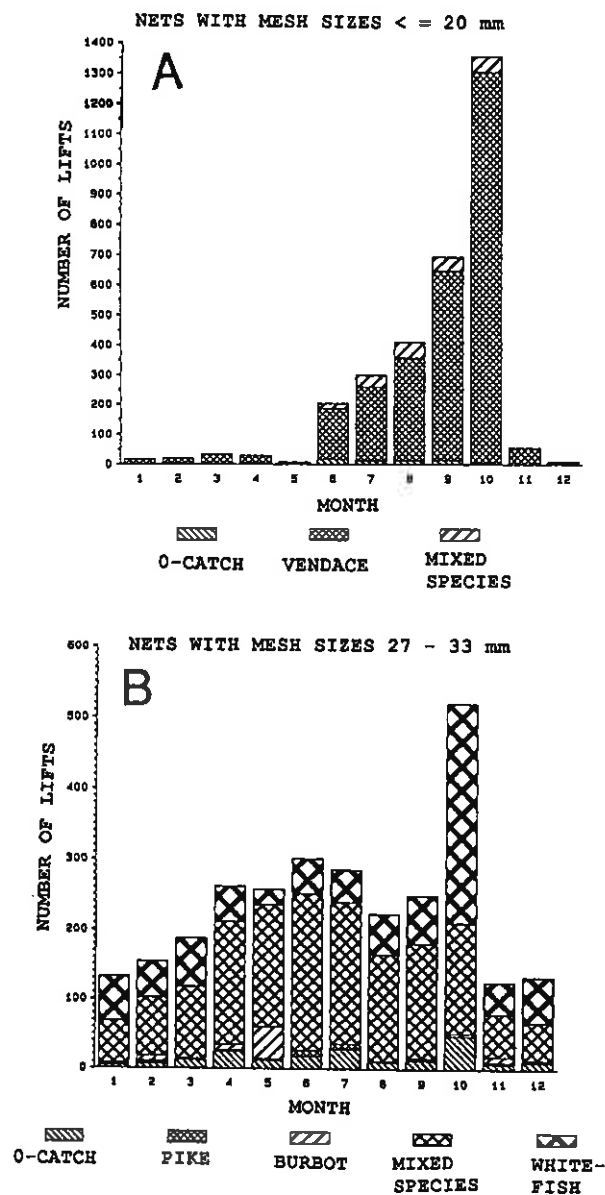 NETS WITH MESH SIZES < = 20 mm
A
NUMBER OF LIFTS
1400
1300
1200
1100
1000
900
800
700
600
500
400
300
200
100
0
1 2 3 4 5 6 7 8 9 10 11 12
MONTH
0-CATCH VENDACE MIXED SPECIES
NETS WITH MESH SIZES 27 - 33 mm
B
NUMBER OF LIFTS
600
500
400
300
200
100
0
1 2 3 4 5 6 7 8 9 10 11 12
MONTH
0-CATCH PIKE BURBOT MIXED SPECIES WHITE-FISH